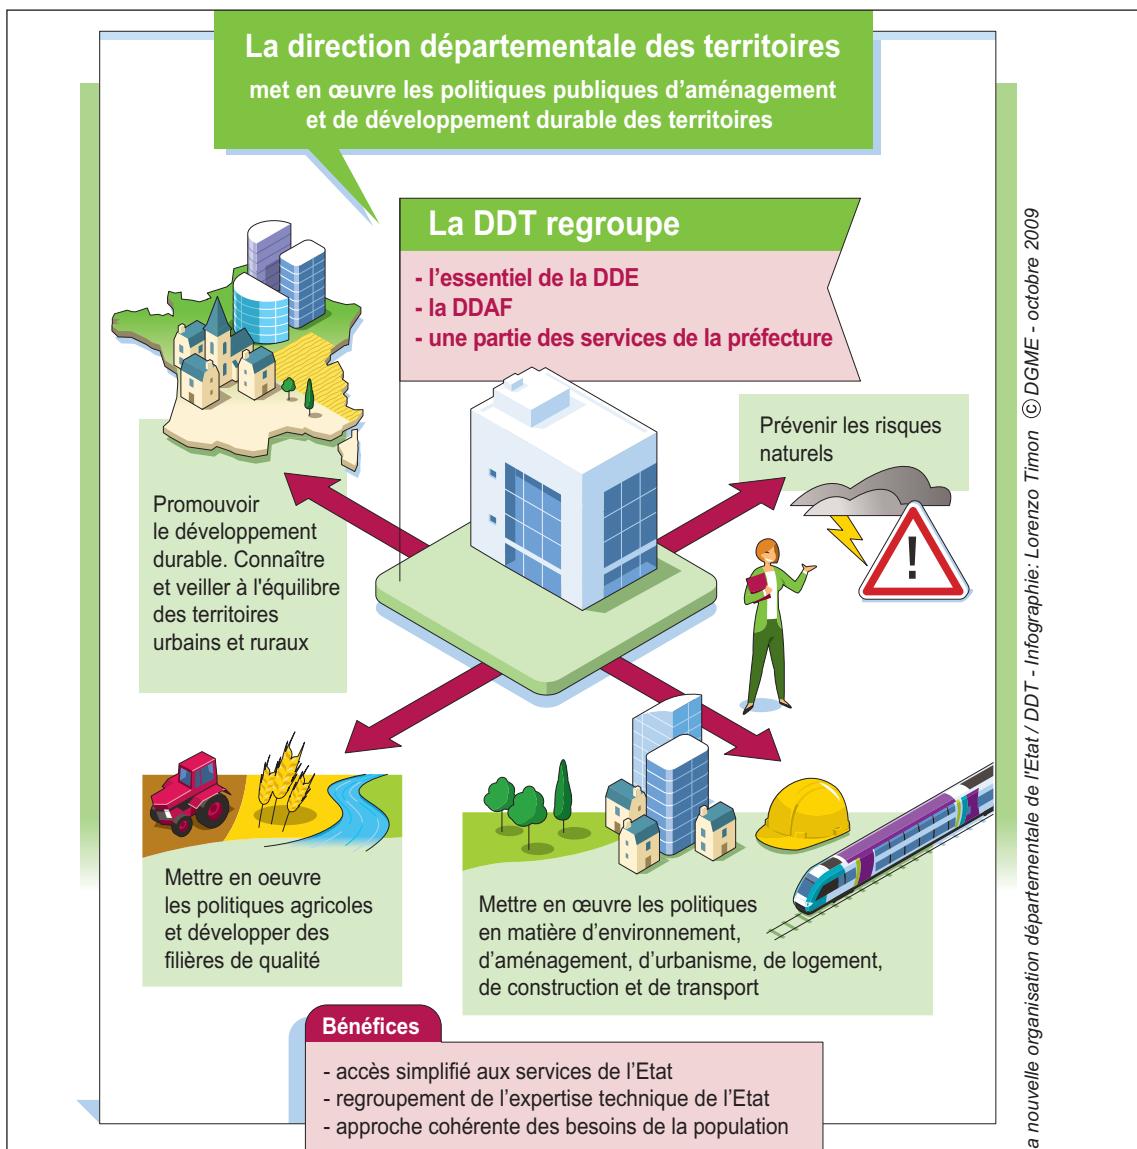 La direction départementale des territoires
met en œuvre les politiques publiques d’aménagement
et de développement durable des territoires
La DDT regroupe
- l’essentiel de la DDE
- la DDAF
- une partie des services de la préfecture
Prévenir les risques
naturels
!
Promouvoir
le développement
durable. Connaître
et veiller à l'équilibre
des territoires
urbains et ruraux
Mettre en oeuvre
les politiques agricoles
et développer des
filières de qualité
Mettre en œuvre les politiques
en matière d’environnement,
d’aménagement, d’urbanisme, de logement,
de construction et de transport
Bénéfices
- accès simplifié aux services de l’Etat
- regroupement de l’expertise technique de l’Etat
- approche cohérente des besoins de la population
a nouvelle organisation départementale de l'Etat / DDT - Infographie: Lorenzo Timon © DGME - octobre 2009